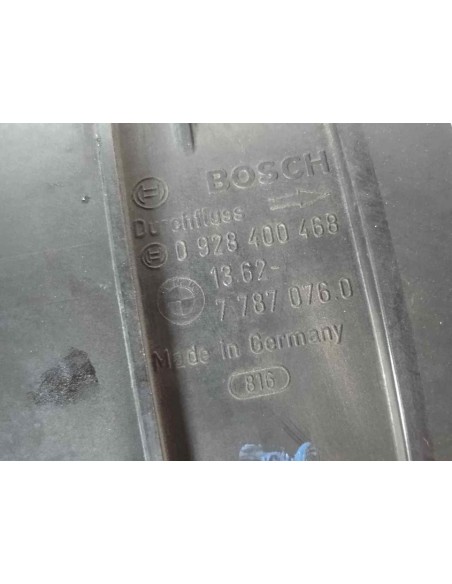 BOSCH
Durchfluss
0 928 400 468
13.62-
7 787 076.0
Made in Germany
816